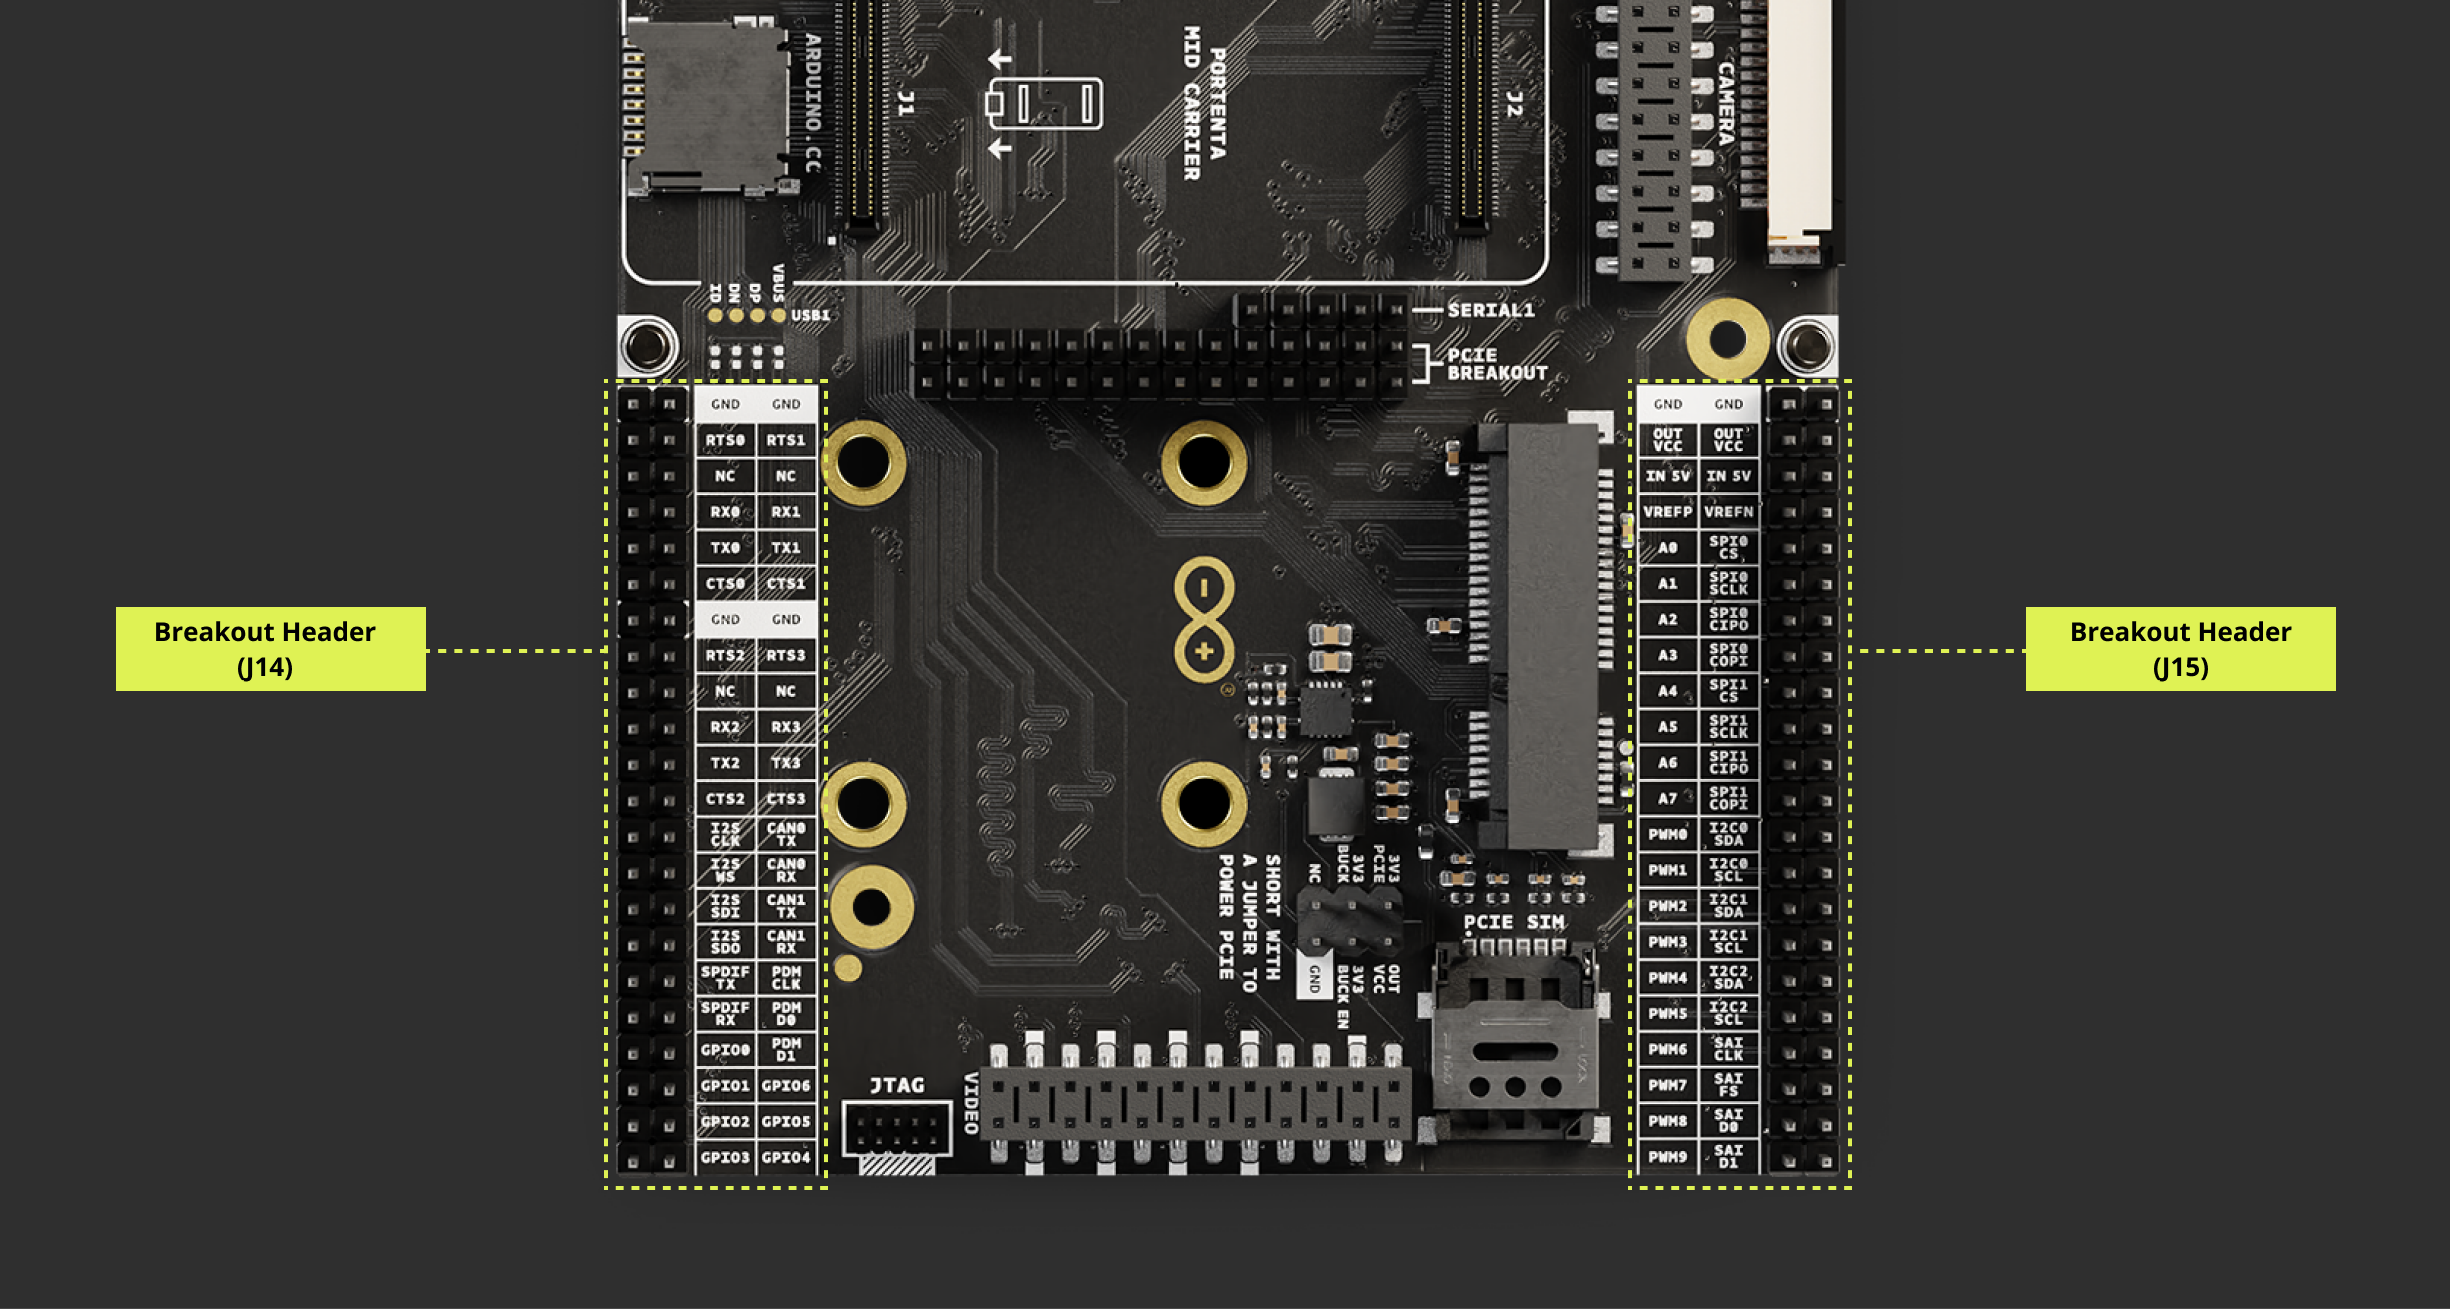 ARDUINO.CC
J1
PORTENTA
MID CARRIER
J2
CAMERA
ID
DN
DP
VBUS
USB1
SERIAL1
PCIE
BREAKOUT
GND GND
RTS0 RTS1
NC NC
RX0 RX1
TX0 TX1
CTS0 CTS1
GND GND
RTS2 RTS3
NC NC
RX2 RX3
TX2 TX3
CTS2 CTS3
I2S CAN0
CLK TX
I2S CAN0
WS RX
I2S CAN1
SDI TX
I2S CAN1
SDO RX
SPDIF PDM
TX CLK
SPDIF PDM
RX D0
GPIO0 PDM
D1
GPIO1 GPIO6
GPIO2 GPIO5
GPIO3 GPIO4
Breakout Header
(J14)
GND GND
OUT OUT
VCC VCC
IN 5V IN 5V
VREFP VREFN
A0 SPI0
CS
A1 SPI0
SCLK
A2 SPI0
CIPO
A3 SPI0
COPI
A4 SPI1
CS
A5 SPI1
SCLK
A6 SPI1
CIPO
A7 SPI1
COPI
PWM0 I2C0
SDA
PWM1 I2C0
SCL
PWM2 I2C1
SDA
PWM3 I2C1
SCL
PWM4 I2C2
SDA
PWM5 I2C2
SCL
PWM6 SAI
CLK
PWM7 SAI
FS
PWM8 SAI
D0
PWM9 SAI
D1
Breakout Header
(J15)
SHORT WITH
A JUMPER TO
POWER PCIE
NC
3V3
BUCK
3V3
PCIE
GND
3V3
BUCK EN
OUT
VCC
PCIE SIM
JTAG
VIDEO